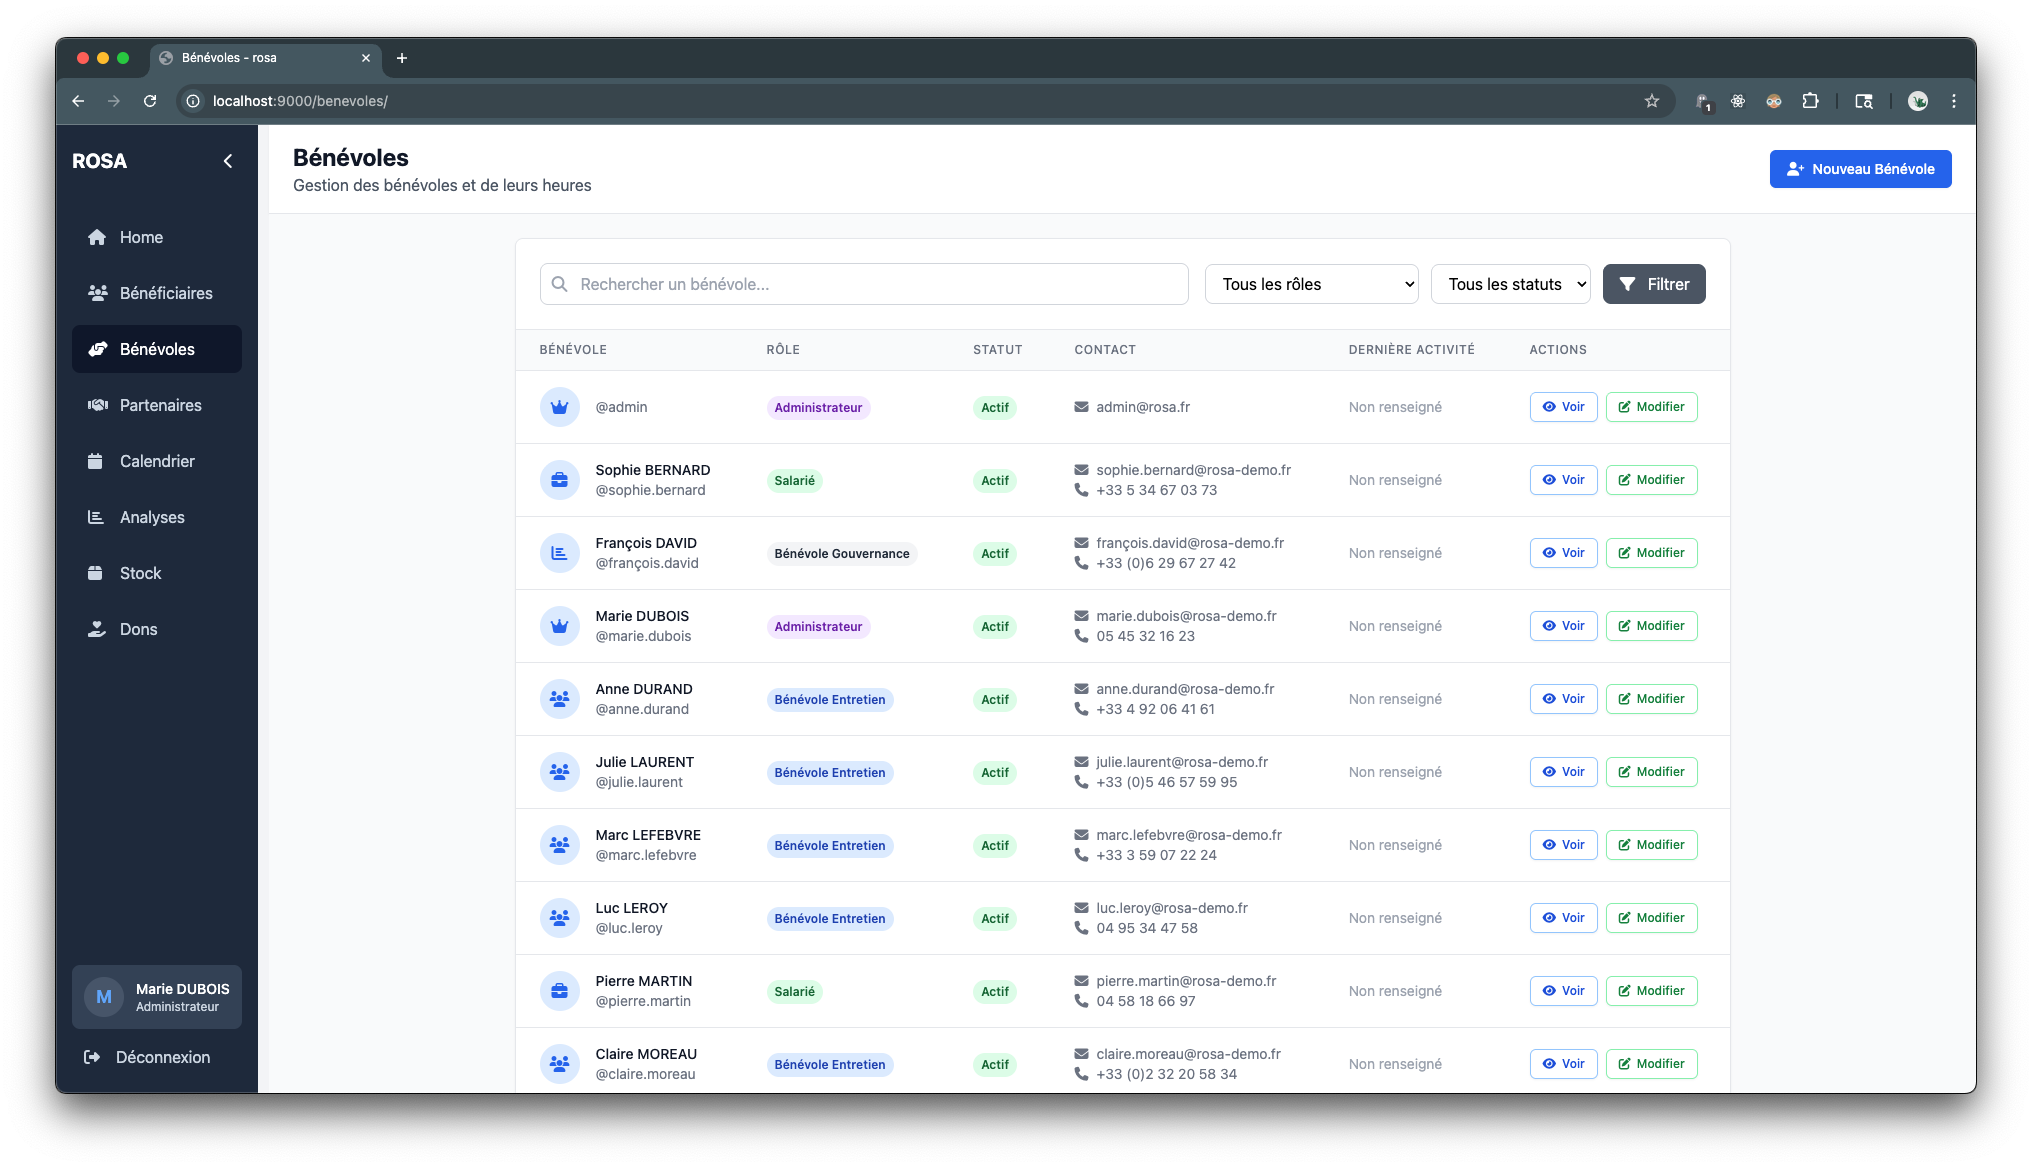 Bénévoles - rosa
localhost:9000/benevoles/
1
ROSA
Home
Bénéficiaires
Bénévoles
Partenaires
Calendrier
Analyses
Stock
Dons
M
Marie DUBOIS
Administrateur
Déconnexion
Bénévoles
Gestion des bénévoles et de leurs heures
Nouveau Bénévole
Rechercher un bénévole...
Tous les rôles
Tous les statuts
Filtrer
BÉNÉVOLE RÔLE STATUT CONTACT DERNIÈRE ACTIVITÉ ACTIONS
@admin Administrateur Actif admin@rosa.fr Non renseigné Voir Modifier
Sophie BERNARD
@sophie.bernard
Salarié
Actif
sophie.bernard@rosa-demo.fr
+33 5 34 67 03 73
Non renseigné
Voir
Modifier
François DAVID
@françois.david
Bénévole Gouvernance
Actif
françois.david@rosa-demo.fr
+33 (0)6 29 67 27 42
Non renseigné
Voir
Modifier
Marie DUBOIS
@marie.dubois
Administrateur
Actif
marie.dubois@rosa-demo.fr
05 45 32 16 23
Non renseigné
Voir
Modifier
Anne DURAND
@anne.durand
Bénévole Entretien
Actif
anne.durand@rosa-demo.fr
+33 4 92 06 41 61
Non renseigné
Voir
Modifier
Julie LAURENT
@julie.laurent
Bénévole Entretien
Actif
julie.laurent@rosa-demo.fr
+33 (0)5 46 57 59 95
Non renseigné
Voir
Modifier
Marc LEFEBVRE
@marc.lefebvre
Bénévole Entretien
Actif
marc.lefebvre@rosa-demo.fr
+33 3 59 07 22 24
Non renseigné
Voir
Modifier
Luc LEROY
@luc.leroy
Bénévole Entretien
Actif
luc.leroy@rosa-demo.fr
04 95 34 47 58
Non renseigné
Voir
Modifier
Pierre MARTIN
@pierre.martin
Salarié
Actif
pierre.martin@rosa-demo.fr
04 58 18 66 97
Non renseigné
Voir
Modifier
Claire MOREAU
@claire.moreau
Bénévole Entretien
Actif
claire.moreau@rosa-demo.fr
+33 (0)2 32 20 58 34
Non renseigné
Voir
Modifier